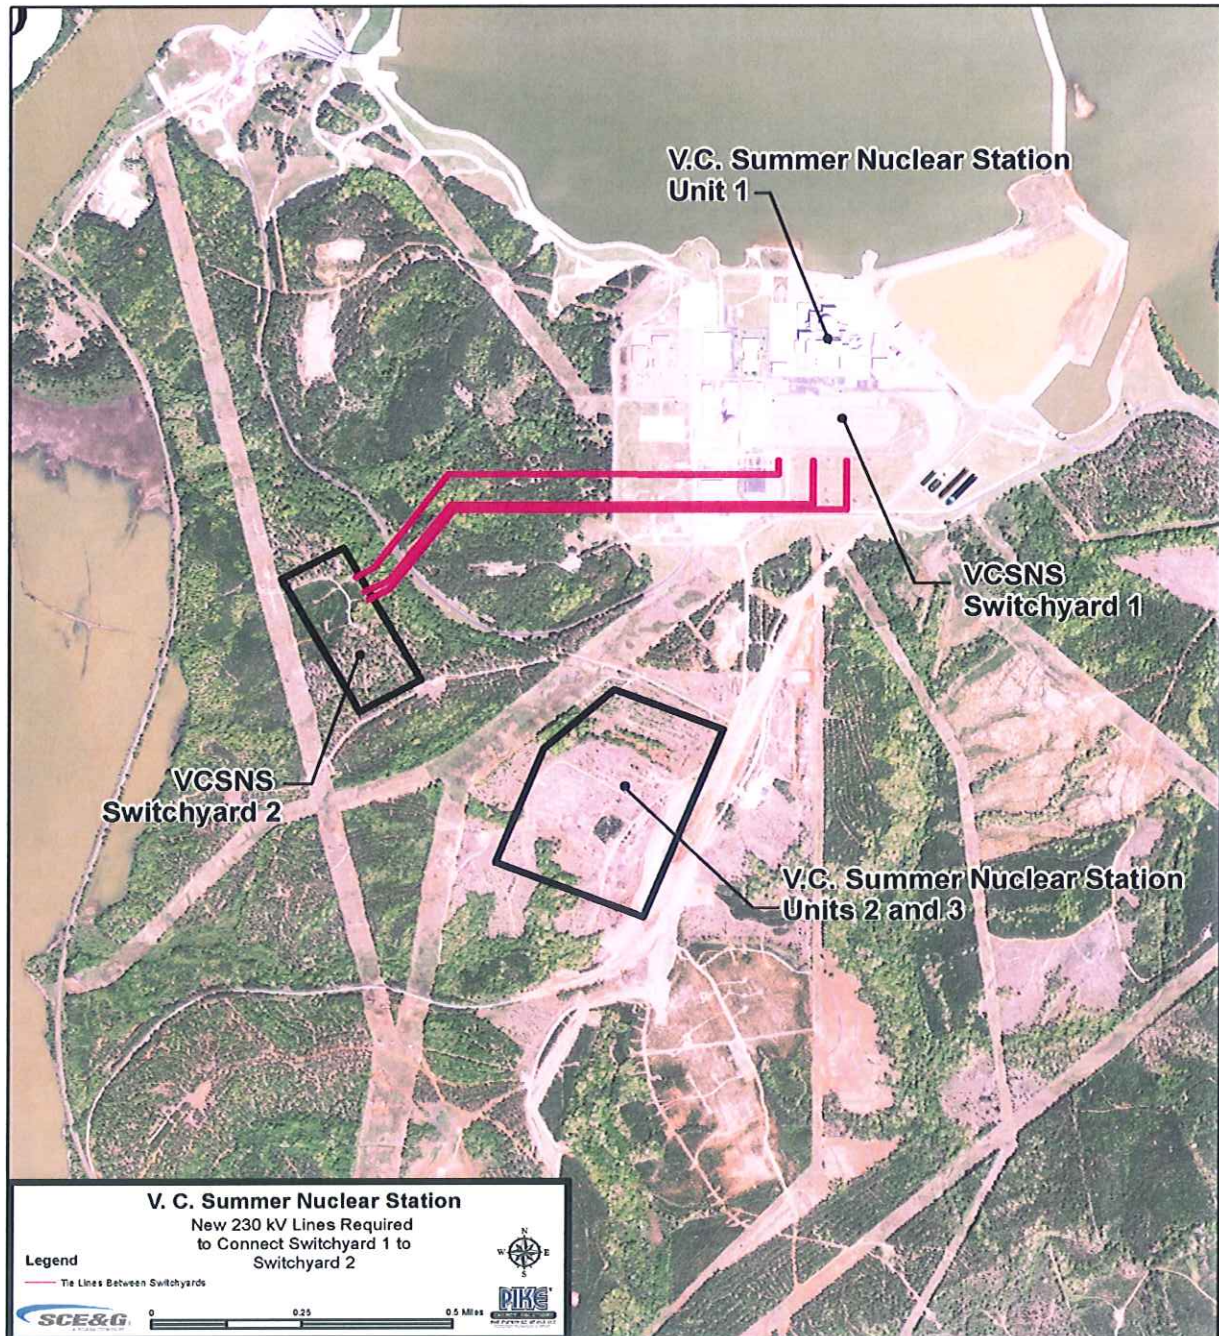 V.C. Summer Nuclear Station
Unit 1
VCSNS
Switchyard 1
VCSNS
Switchyard 2
V.C. Summer Nuclear Station
Units 2 and 3
V. C. Summer Nuclear Station
New 230 kV Lines Required
to Connect Switchyard 1 to
Switchyard 2
N
W E
S
Legend
Tie Lines Between Switchyards
SCE&G
0 0.25 0.5 Miles
PIKE